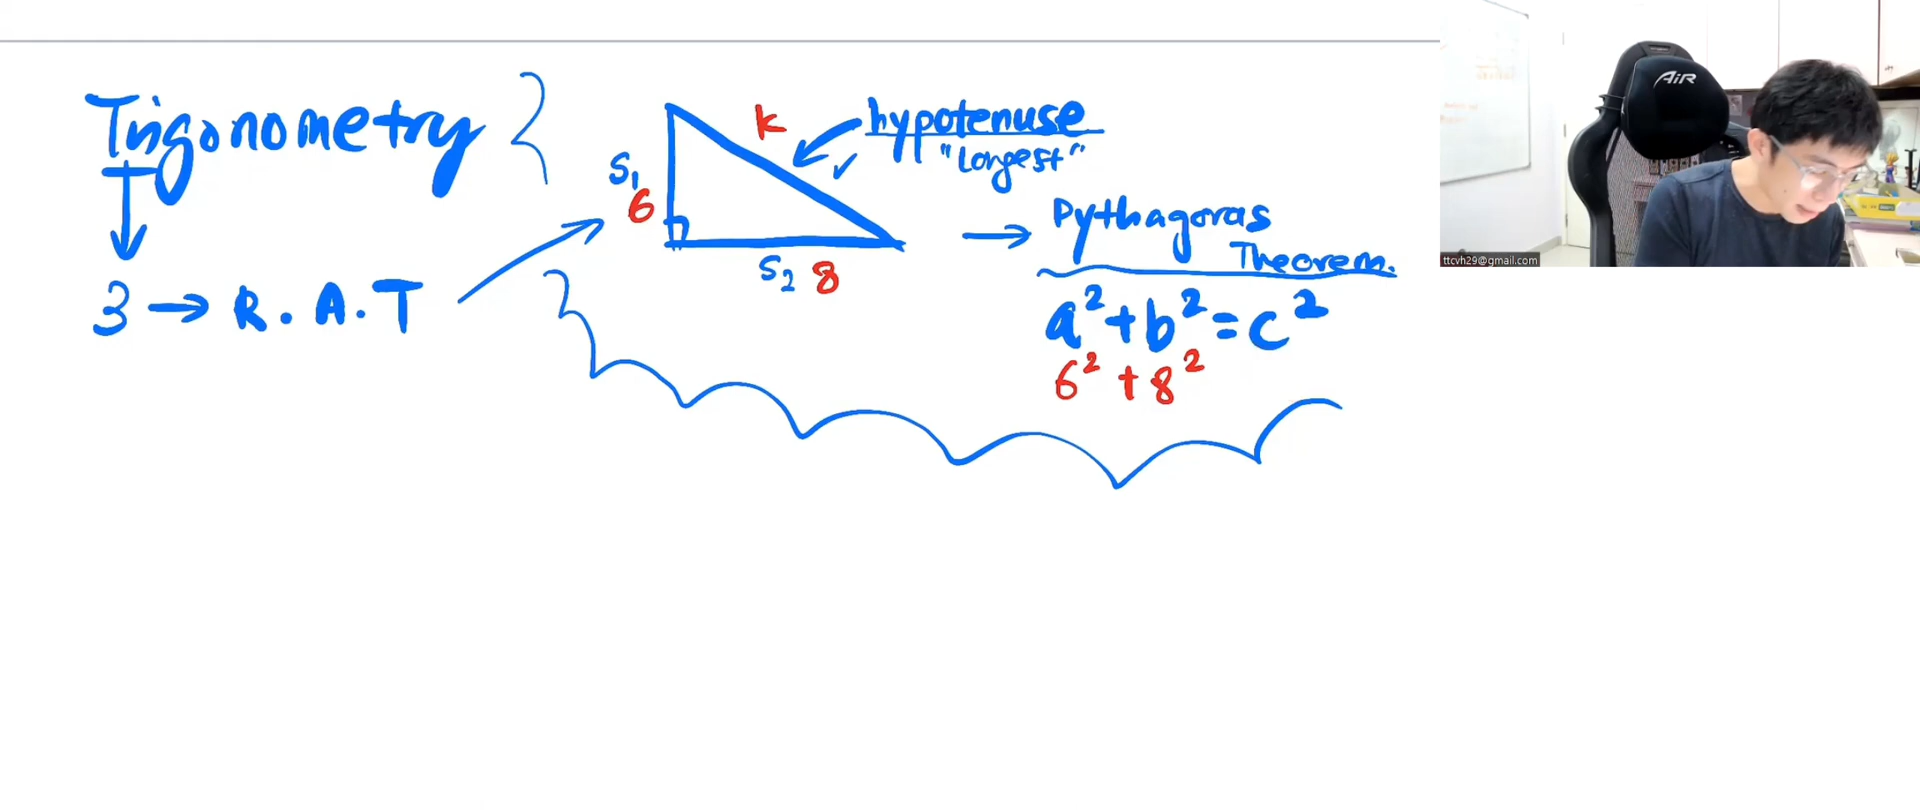 Trigonometry
3 → R.A.T
k
S₁
6
S₂ 8
hypotenuse
"Longest"
→ Pythagoras
Theorem.
a² + b² = c²
6² + 8²
AiR
ttcvh29@gmail.com